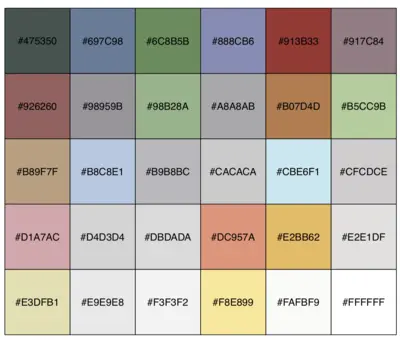 #475350 #697C98 #6C8B5B #888CB6 #913B33 #917C84
#926260 #98959B #98B28A #A8A8AB #B07D4D #B5CC9B
#B89F7F #B8C8E1 #B9B8BC #CACACA #CBE6F1 #CFCDCE
#D1A7AC #D4D3D4 #DBDADA #DC957A #E2BB62 #E2E1DF
#E3DFB1 #E9E9E8 #F3F3F2 #F8E899 #FAFBF9 #FFFFFF